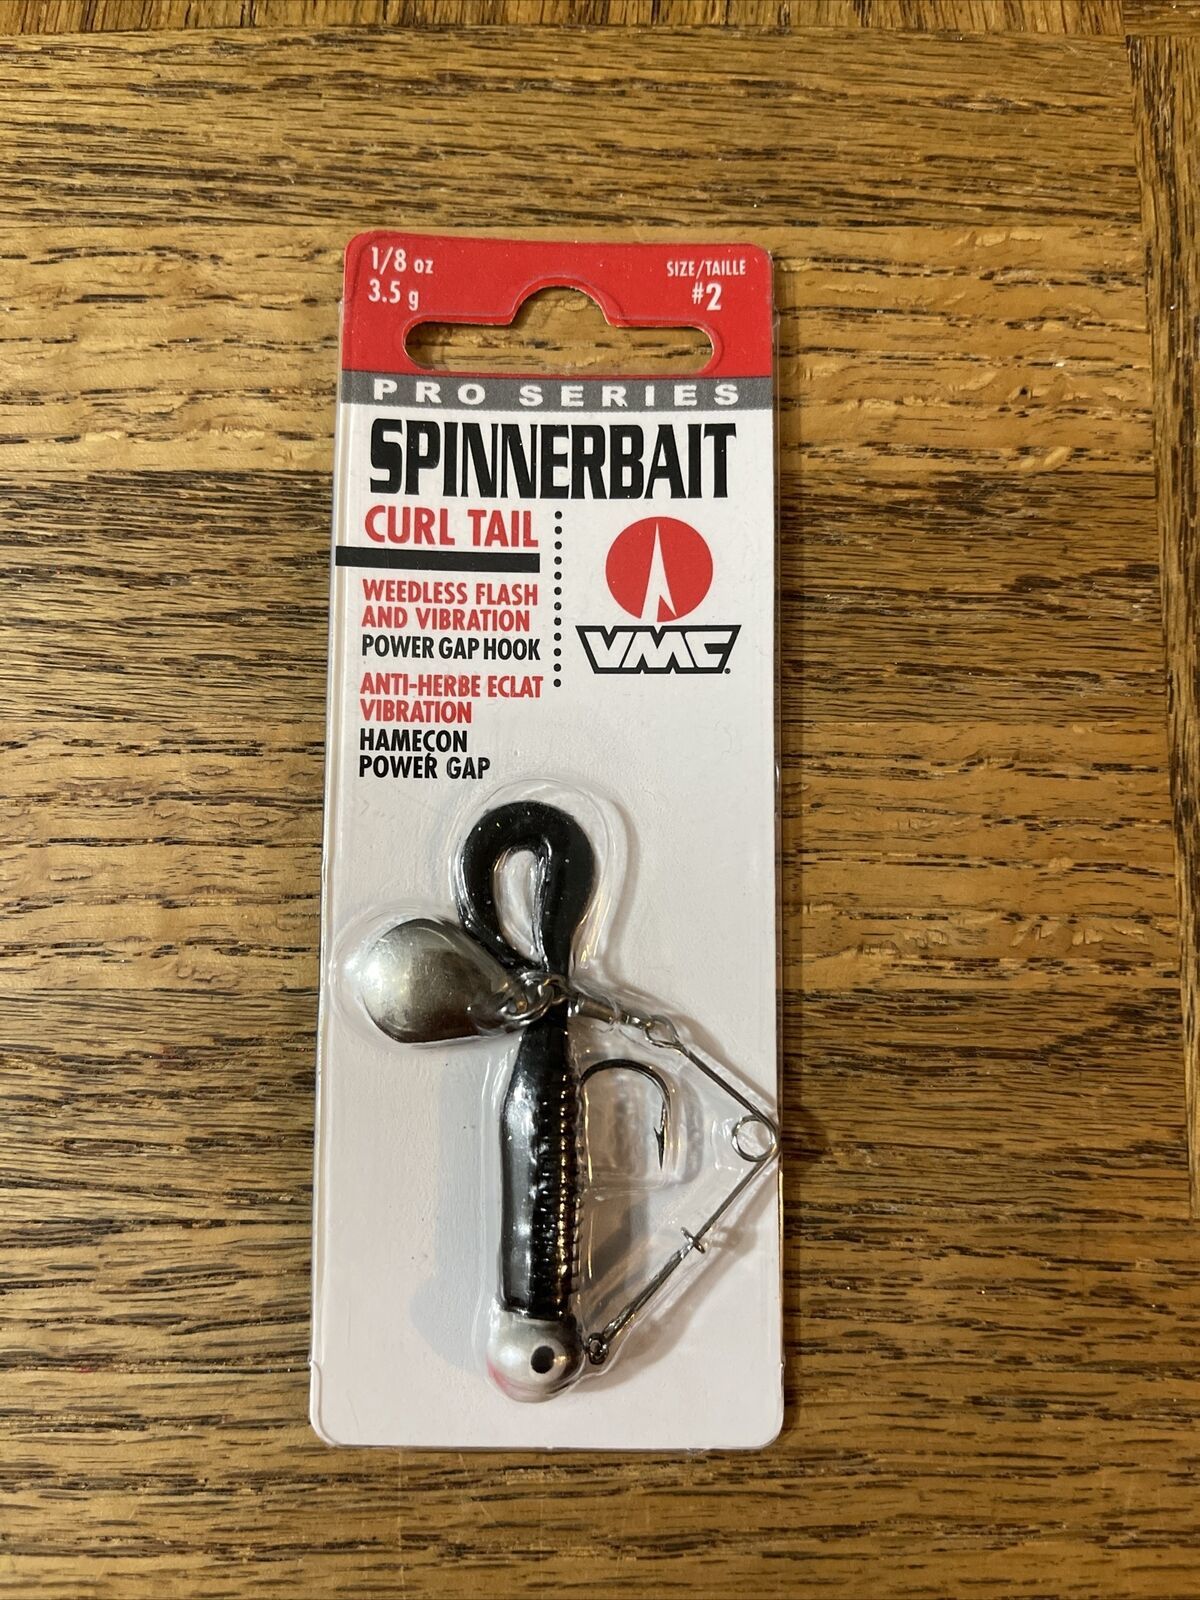 1/8 oz
3.5 g
SIZE/TAILLE
#2
PRO SERIES
SPINNERBAIT
CURL TAIL
WEEDLESS FLASH
AND VIBRATION
POWER GAP HOOK
ANTI-HERBE ECLAT
VIBRATION
HAMEÇON
POWER GAP
VMC®